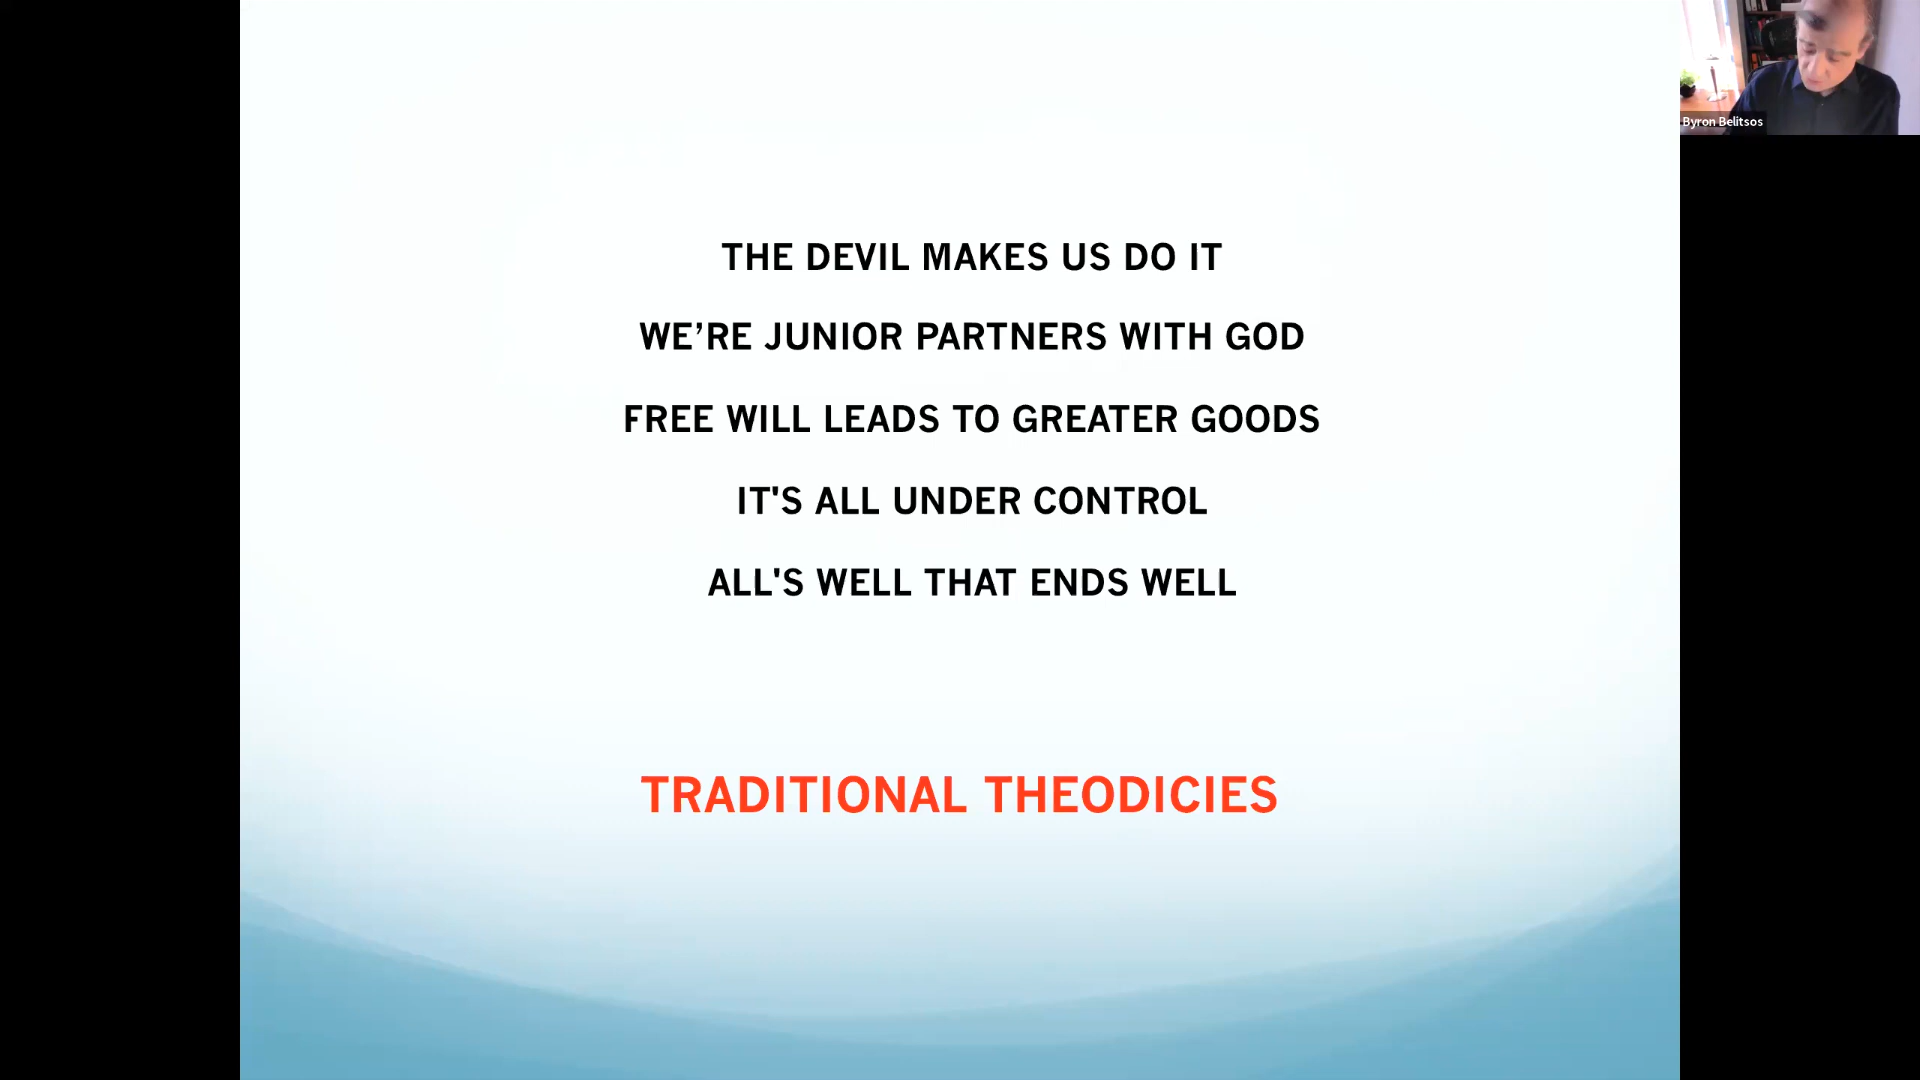 Byron Belitsos
THE DEVIL MAKES US DO IT
WE’RE JUNIOR PARTNERS WITH GOD
FREE WILL LEADS TO GREATER GOODS
IT'S ALL UNDER CONTROL
ALL'S WELL THAT ENDS WELL
TRADITIONAL THEODICIES